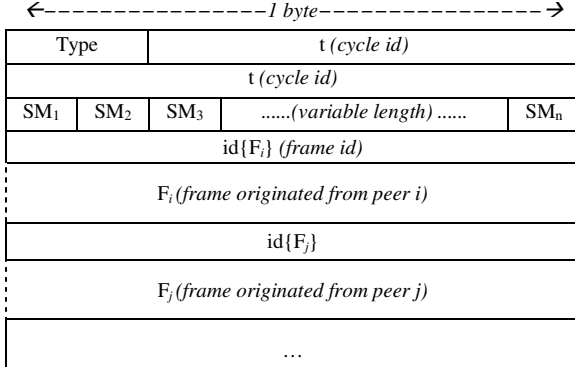 ←−−−−−−−−−−−−−−−1 byte−−−−−−−−−−−−−−−→
Type t (cycle id)
t (cycle id)
SM1 SM2 SM3 ......(variable length) ...... SMn
id{Fi} (frame id)
Fi (frame originated from peer i)
id{Fj}
Fj (frame originated from peer j)
…